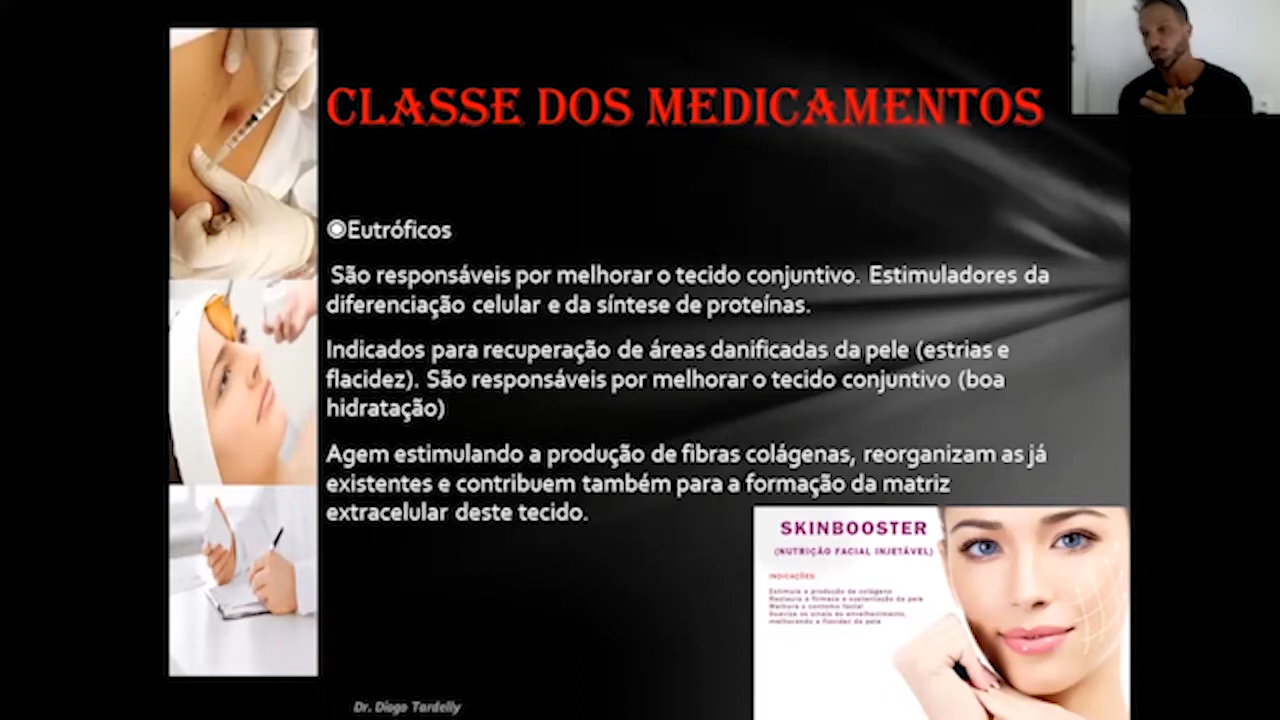 CLASSE DOS MEDICAMENTOS
Eutróficos
São responsáveis por melhorar o tecido conjuntivo. Estimuladores da
diferenciação celular e da síntese de proteínas.
Indicados para recuperação de áreas danificadas da pele (estrias e
flacidez). São responsáveis por melhorar o tecido conjuntivo (boa
hidratação)
Agem estimulando a produção de fibras colágenas, reorganizam as já
existentes e contribuem também para a formação da matriz
extracelular deste tecido.
SKINBOOSTER
(NUTRIÇÃO FACIAL INJETÁVEL)
INDICAÇÕES:
Estimula a produção de colágeno
Restaura a firmeza e sustentação da pele
Melhora o contorno facial
Suaviza os sinais do envelhecimento,
melhorando a flacidez da pele
Dr. Diogo Tardelly